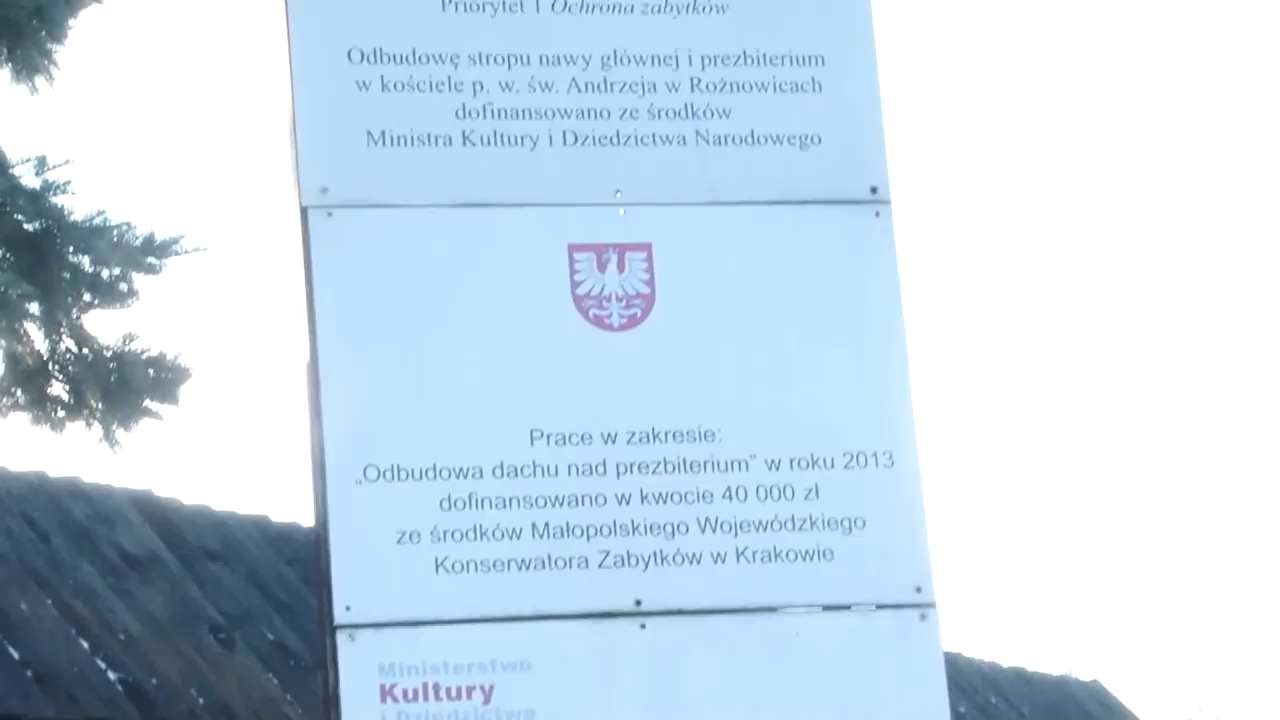 Priorytet 1 Ochrona zabytków
Odbudowę stropu nawy głównej i prezbiterium
w kościele p. w. św. Andrzeja w Rożnowicach
dofinansowano ze środków
Ministra Kultury i Dziedzictwa Narodowego
Prace w zakresie:
„Odbudowa dachu nad prezbiterium” w roku 2013
dofinansowano w kwocie 40 000 zł
ze środków Małopolskiego Wojewódzkiego
Konserwatora Zabytków w Krakowie
Ministerstwo
Kultury
i Dziedzictwa